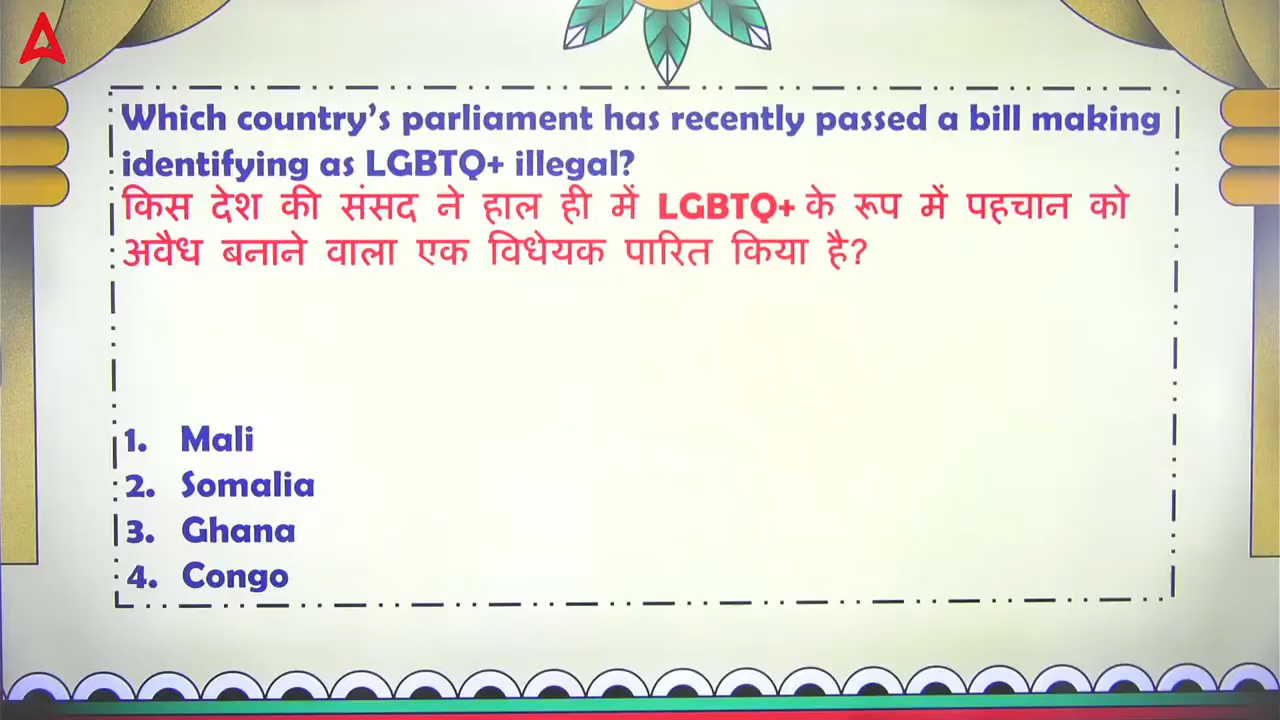 Which country's parliament has recently passed a bill making
identifying as LGBTQ+ illegal?
किस देश की संसद ने हाल ही में LGBTQ+ के रूप में पहचान को
अवैध बनाने वाला एक विधेयक पारित किया है?
1. Mali
2. Somalia
3. Ghana
4. Congo